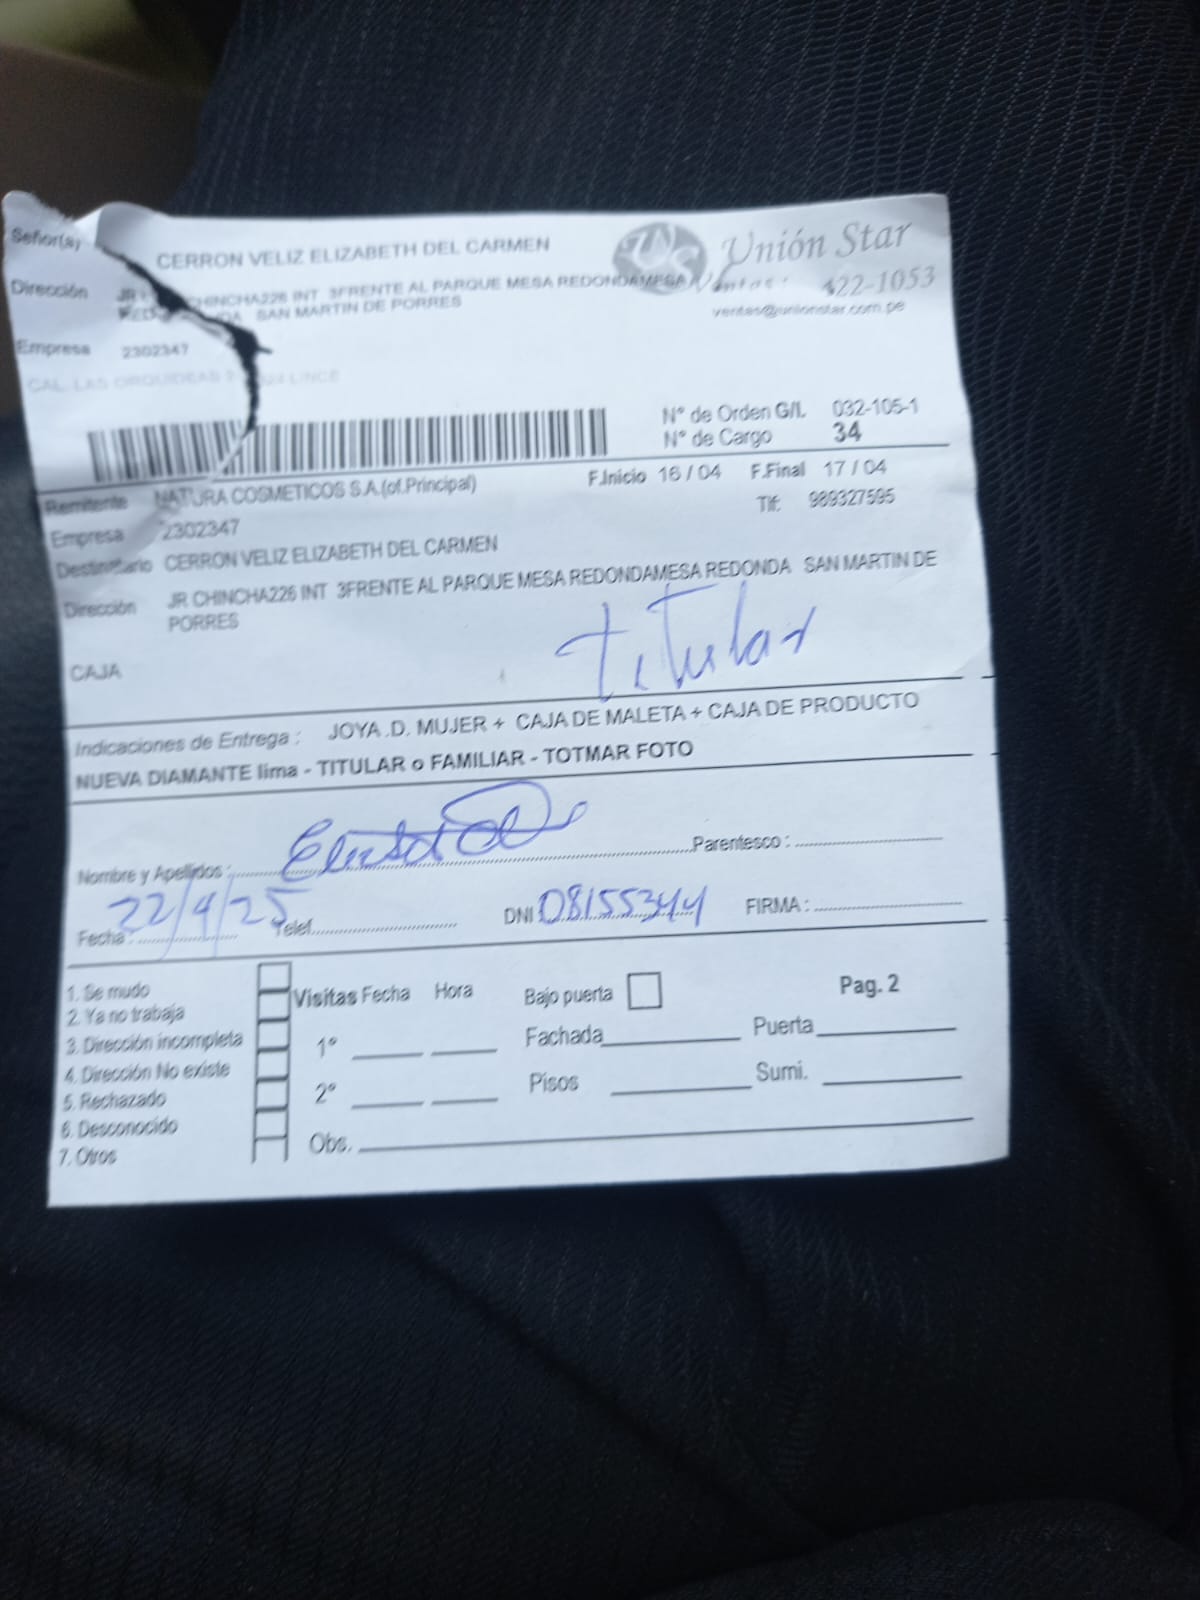 Señor(a) CERRON VELIZ ELIZABETH DEL CARMEN
Unión Star
Dirección JR CHINCHA226 INT 3FRENTE AL PARQUE MESA REDONDAMESA
SAN MARTIN DE PORRES
Ventas: 422-1053
ventas@unionstar.com.pe
Empresa 2302347
CAL. LAS ORQUIDEAS LINCE
N° de Orden G/I. 032-105-1
N° de Cargo 34
Remitente NATURA COSMETICOS S.A.(of.Principal) F.Inicio 16 / 04 F.Final 17 / 04
Empresa 2302347 Tlf: 989327595
Destinatario CERRON VELIZ ELIZABETH DEL CARMEN
Dirección JR CHINCHA226 INT 3FRENTE AL PARQUE MESA REDONDAMESA REDONDA SAN MARTIN DE
PORRES
titular
CAJA
Indicaciones de Entrega : JOYA .D. MUJER + CAJA DE MALETA + CAJA DE PRODUCTO
NUEVA DIAMANTE lima - TITULAR o FAMILIAR - TOTMAR FOTO
Nombre y Apellidos : Parentesco :
Fecha : 22/4/25 Telef. DNI 08155344 FIRMA :
1. Se mudo
2. Ya no trabaja
3. Dirección incompleta
4. Dirección No existe
5. Rechazado
6. Desconocido
7. Otros
Visitas Fecha Hora Bajo puerta Pag. 2
1° Fachada Puerta
2° Pisos Sumi.
Obs.